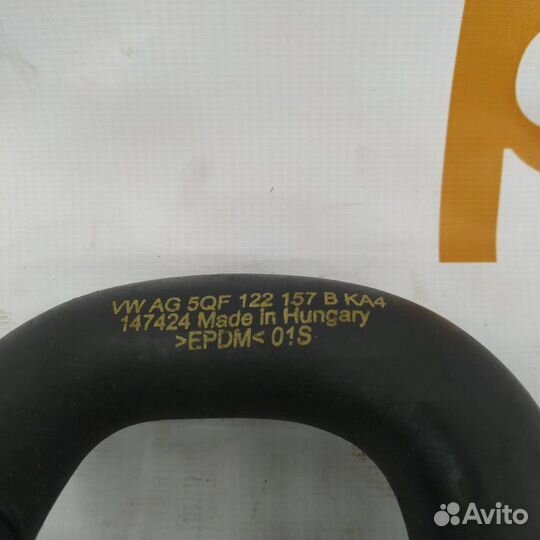 VW AG 5QF 122 157 B KA4
147424 Made in Hungary
>EPDM< 01S
Avito